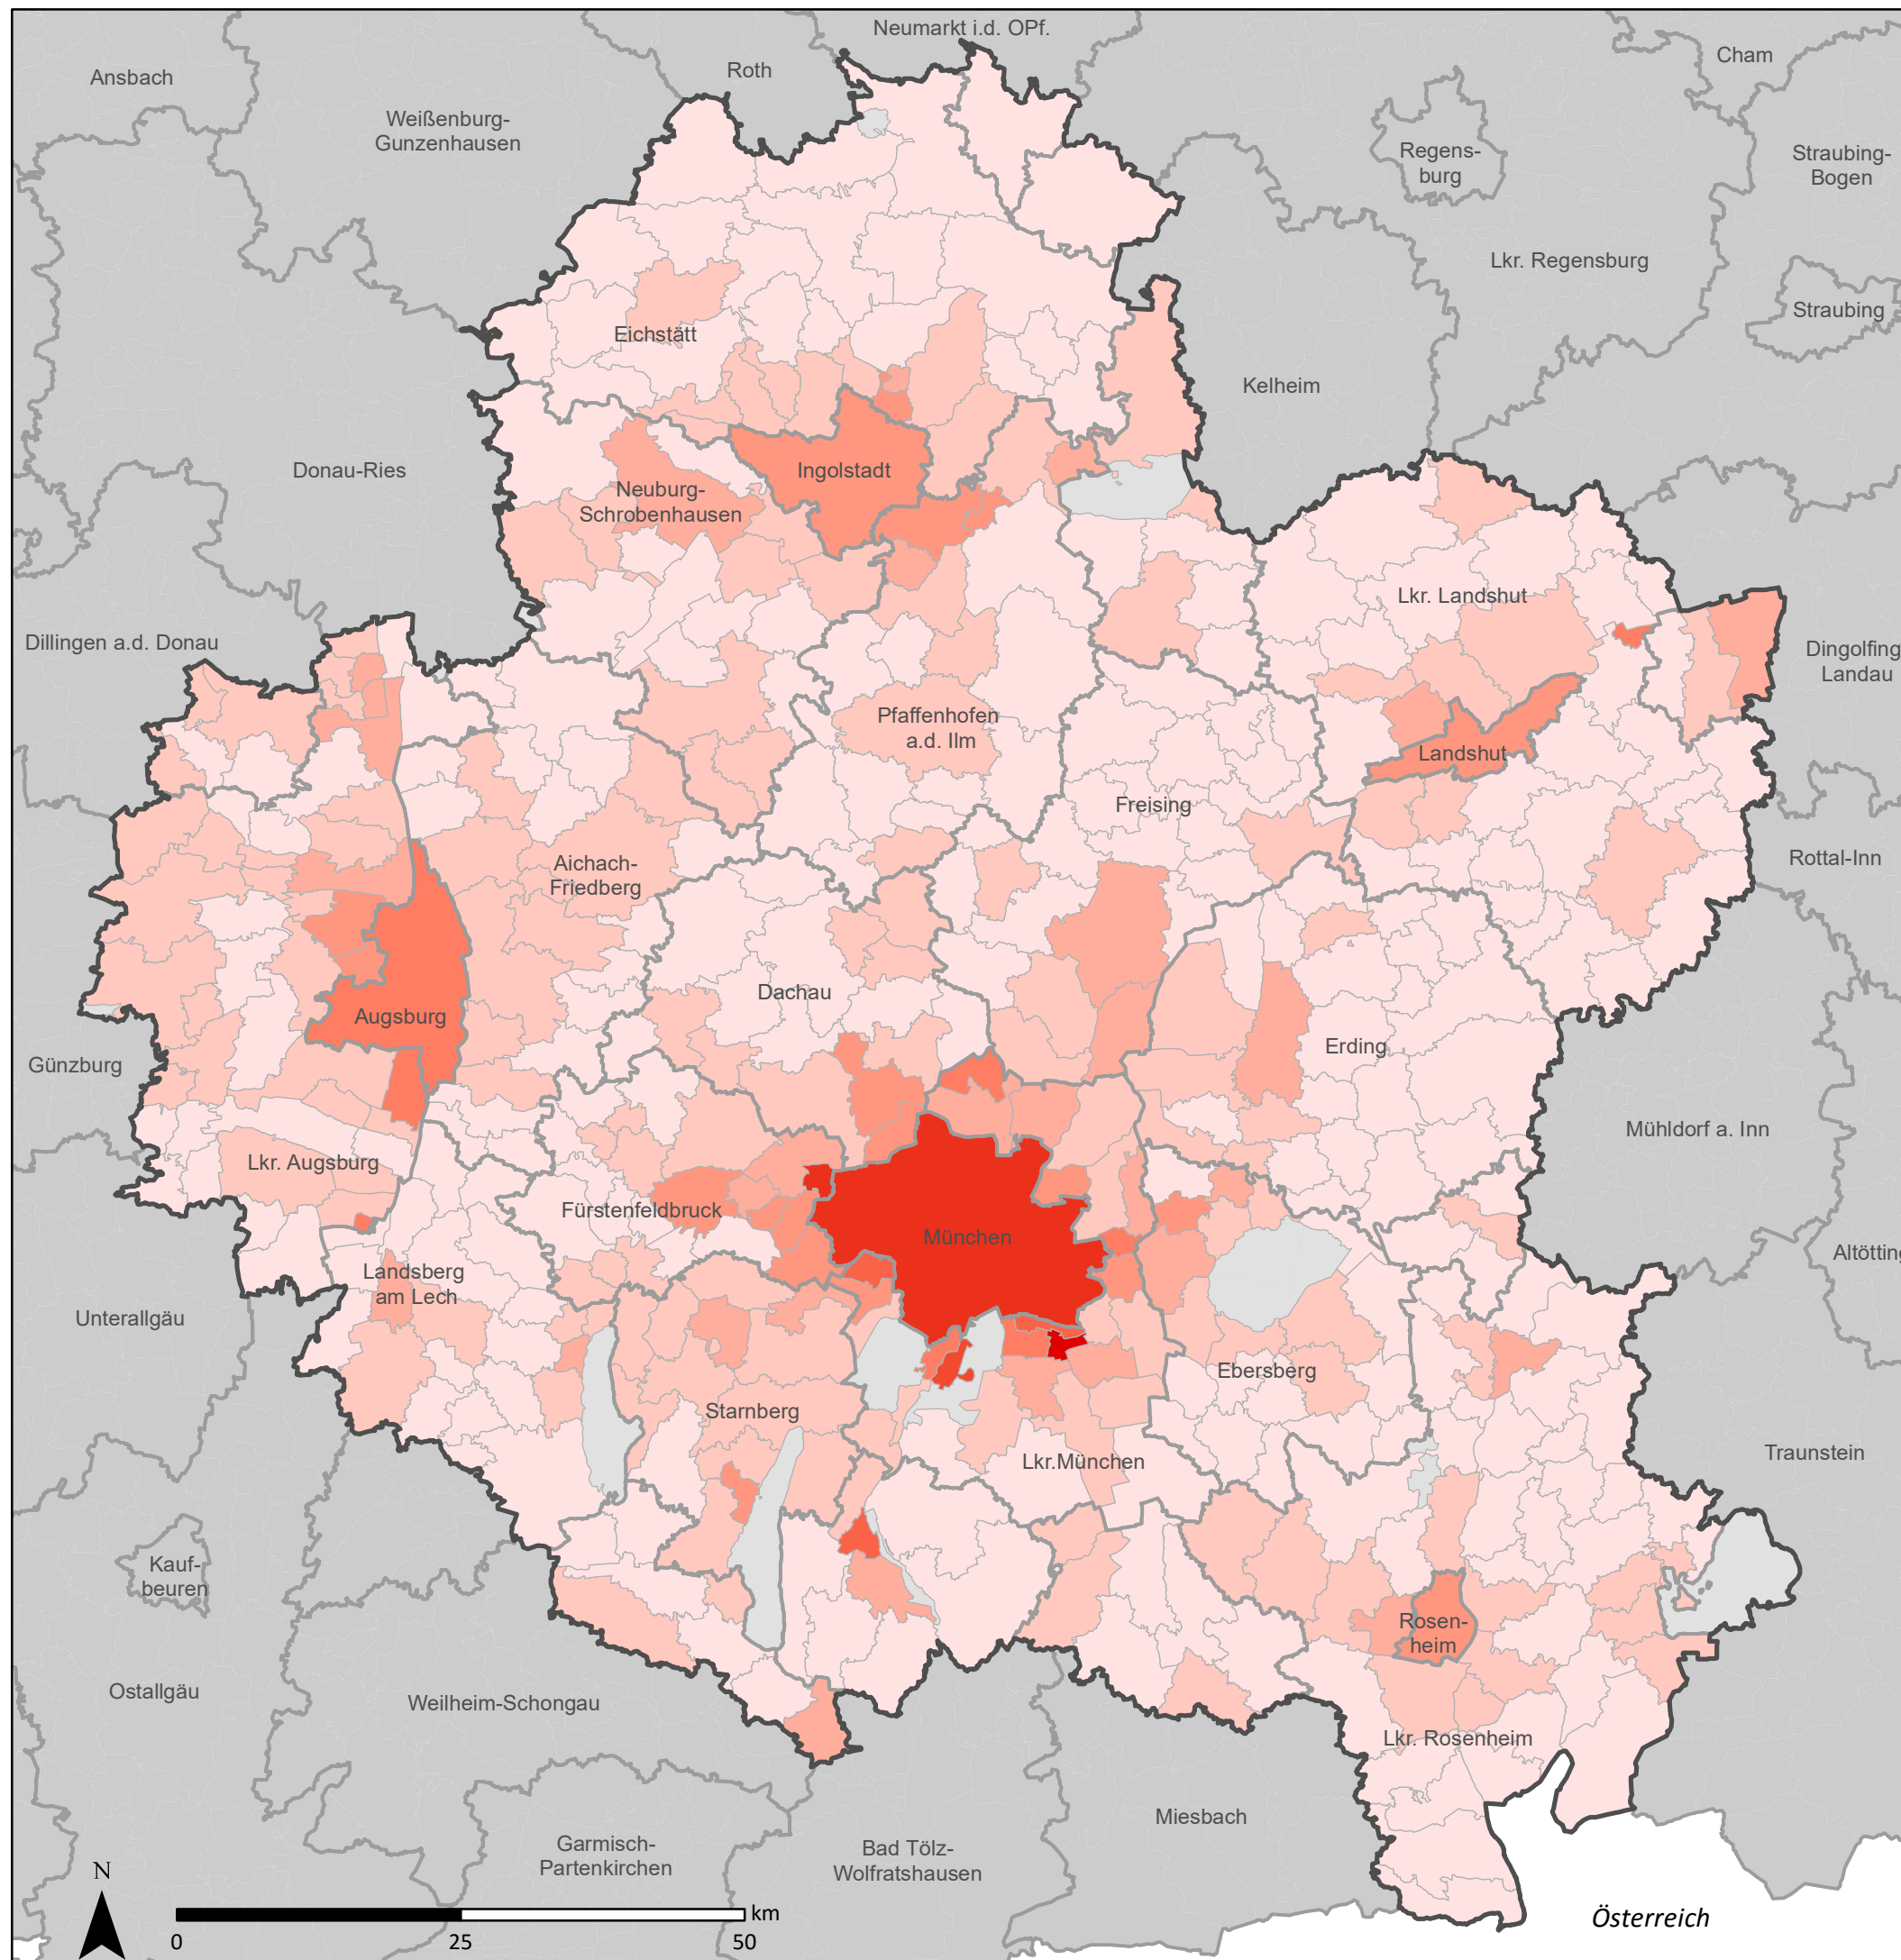 Neumarkt i.d. OPf.
Cham
Ansbach
Roth
Weißenburg-
Gunzenhausen
Regens-
burg
Straubing-
Bogen
Lkr. Regensburg
Straubing
Eichstätt
Kelheim
Donau-Ries
Ingolstadt
Neuburg-
Schrobenhausen
Lkr. Landshut
Dillingen a.d. Donau
Dingolfing
Landau
Pfaffenhofen
a.d. Ilm
Landshut
Freising
Aichach-
Friedberg
Rottal-Inn
Dachau
Augsburg
Erding
Günzburg
Mühldorf a. Inn
Lkr. Augsburg
Fürstenfeldbruck
München
Altötting
Landsberg
am Lech
Unterallgäu
Ebersberg
Starnberg
Lkr.München
Traunstein
Kauf-
beuren
Rosen-
heim
Ostallgäu
Weilheim-Schongau
Lkr. Rosenheim
Miesbach
Garmisch-
Partenkirchen
Bad Tölz-
Wolfratshausen
N
km
0 25 50
Österreich